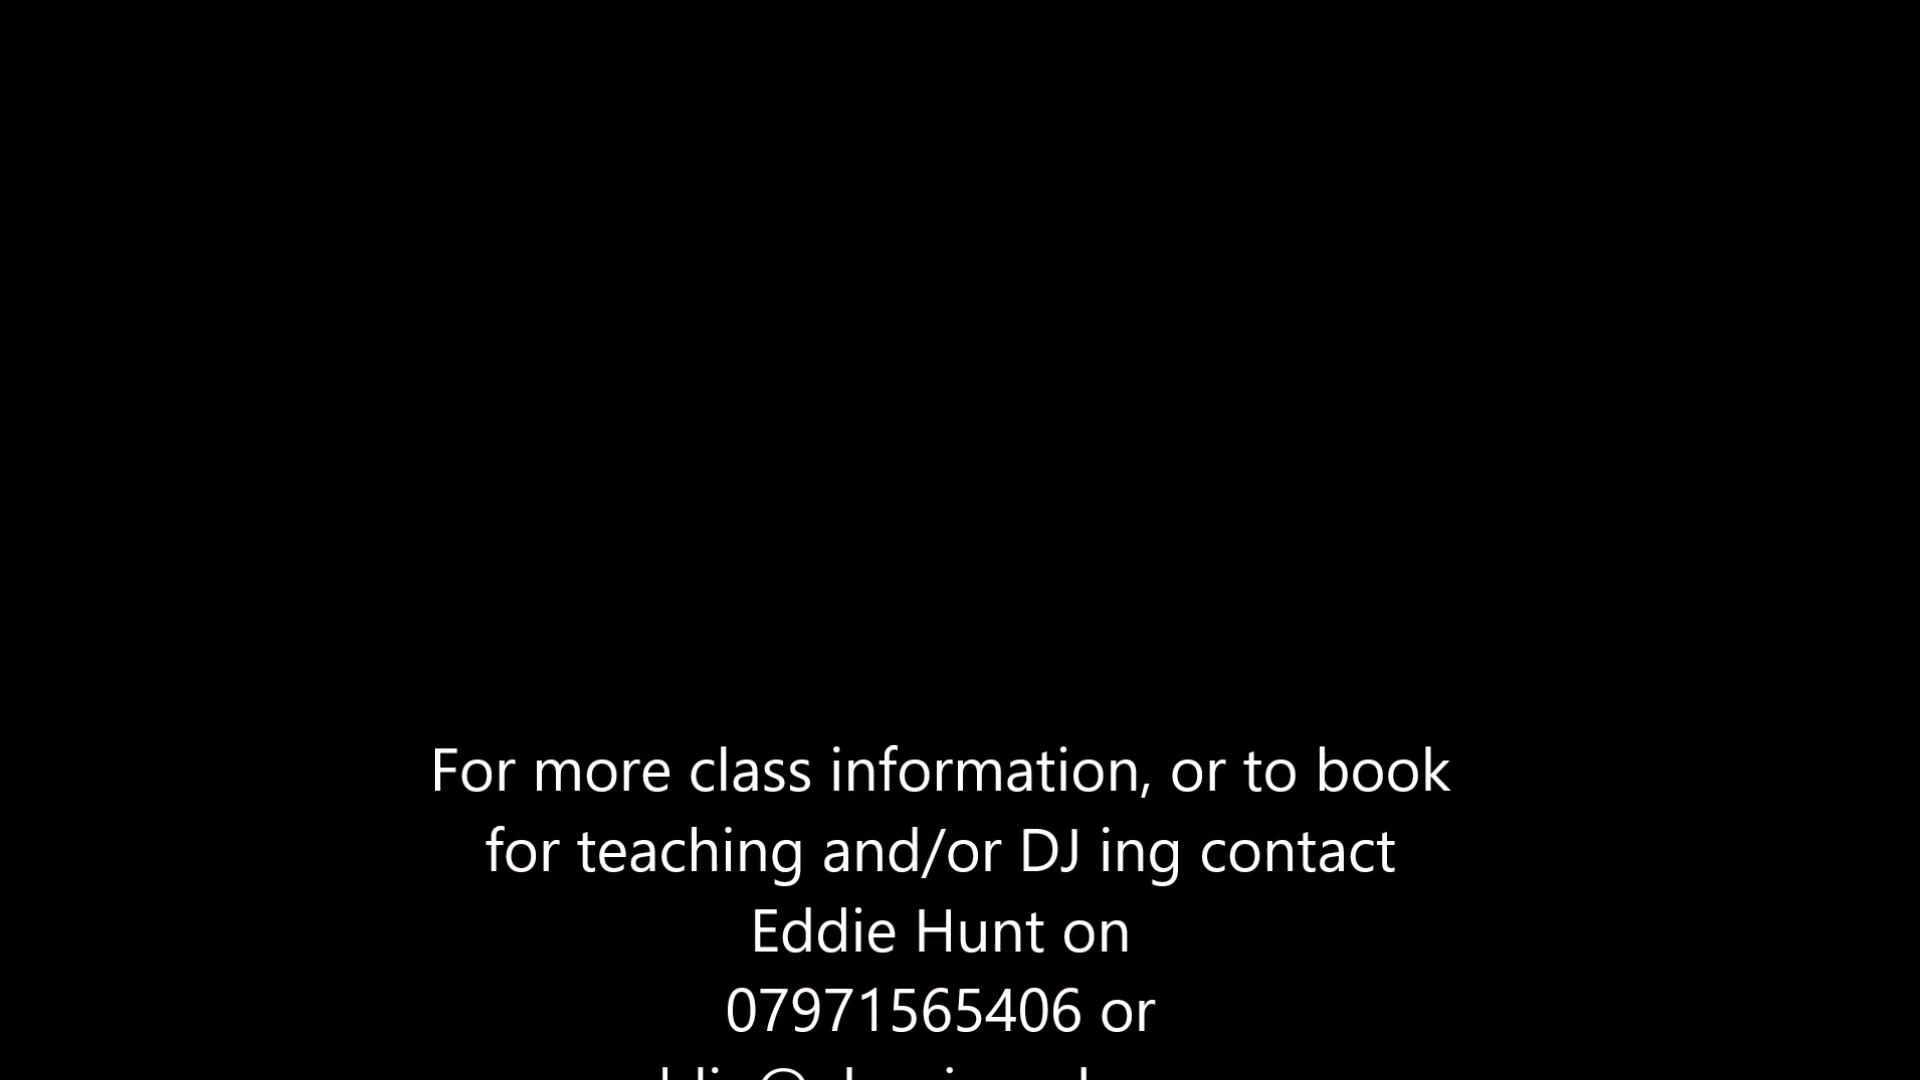 For more class information, or to book
for teaching and/or DJ ing contact
Eddie Hunt on
07971565406 or